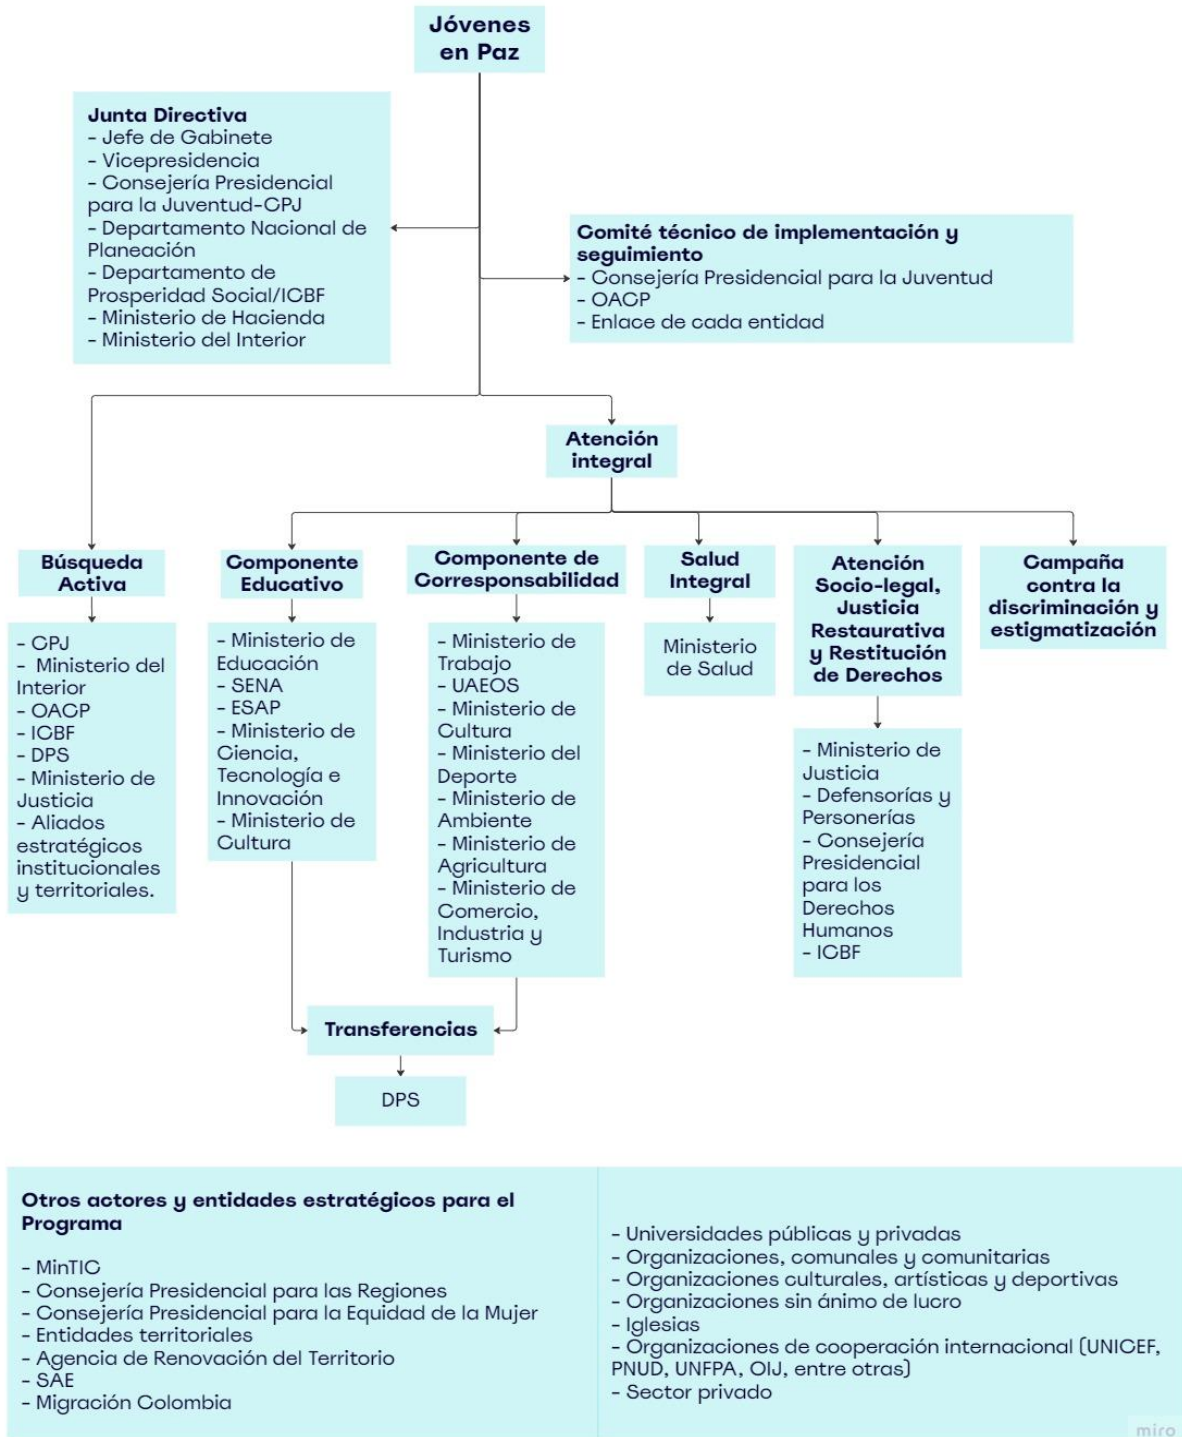 Jóvenes
en Paz
Junta Directiva
- Jefe de Gabinete
- Vicepresidencia
- Consejería Presidencial
para la Juventud-CPJ
- Departamento Nacional de
Planeación
- Departamento de
Prosperidad Social/ICBF
- Ministerio de Hacienda
- Ministerio del Interior
Comité técnico de implementación y
seguimiento
- Consejería Presidencial para la Juventud
- OACP
- Enlace de cada entidad
Atención
integral
Búsqueda
Activa
- CPJ
- Ministerio del
Interior
- OACP
- ICBF
- DPS
- Ministerio de
Justicia
- Aliados
estratégicos
institucionales
y territoriales.
Componente
Educativo
- Ministerio de
Educación
- SENA
- ESAP
- Ministerio de
Ciencia,
Tecnología e
Innovación
- Ministerio de
Cultura
Componente de
Corresponsabilidad
- Ministerio de
Trabajo
- UAEOS
- Ministerio de
Cultura
- Ministerio del
Deporte
- Ministerio de
Ambiente
- Ministerio de
Agricultura
- Ministerio de
Comercio,
Industria y
Turismo
Salud
Integral
Ministerio
de Salud
Atención
Socio-legal,
Justicia
Restaurativa
y Restitución
de Derechos
- Ministerio de
Justicia
- Defensorías y
Personerías
- Consejería
Presidencial
para los
Derechos
Humanos
- ICBF
Campaña
contra la
discriminación y
estigmatización
Transferencias
DPS
Otros actores y entidades estratégicos para el
Programa
- MinTIC
- Consejería Presidencial para las Regiones
- Consejería Presidencial para la Equidad de la Mujer
- Entidades territoriales
- Agencia de Renovación del Territorio
- SAE
- Migración Colombia
- Universidades públicas y privadas
- Organizaciones, comunales y comunitarias
- Organizaciones culturales, artísticas y deportivas
- Organizaciones sin ánimo de lucro
- Iglesias
- Organizaciones de cooperación internacional (UNICEF,
PNUD, UNFPA, OIJ, entre otras)
- Sector privado
miro